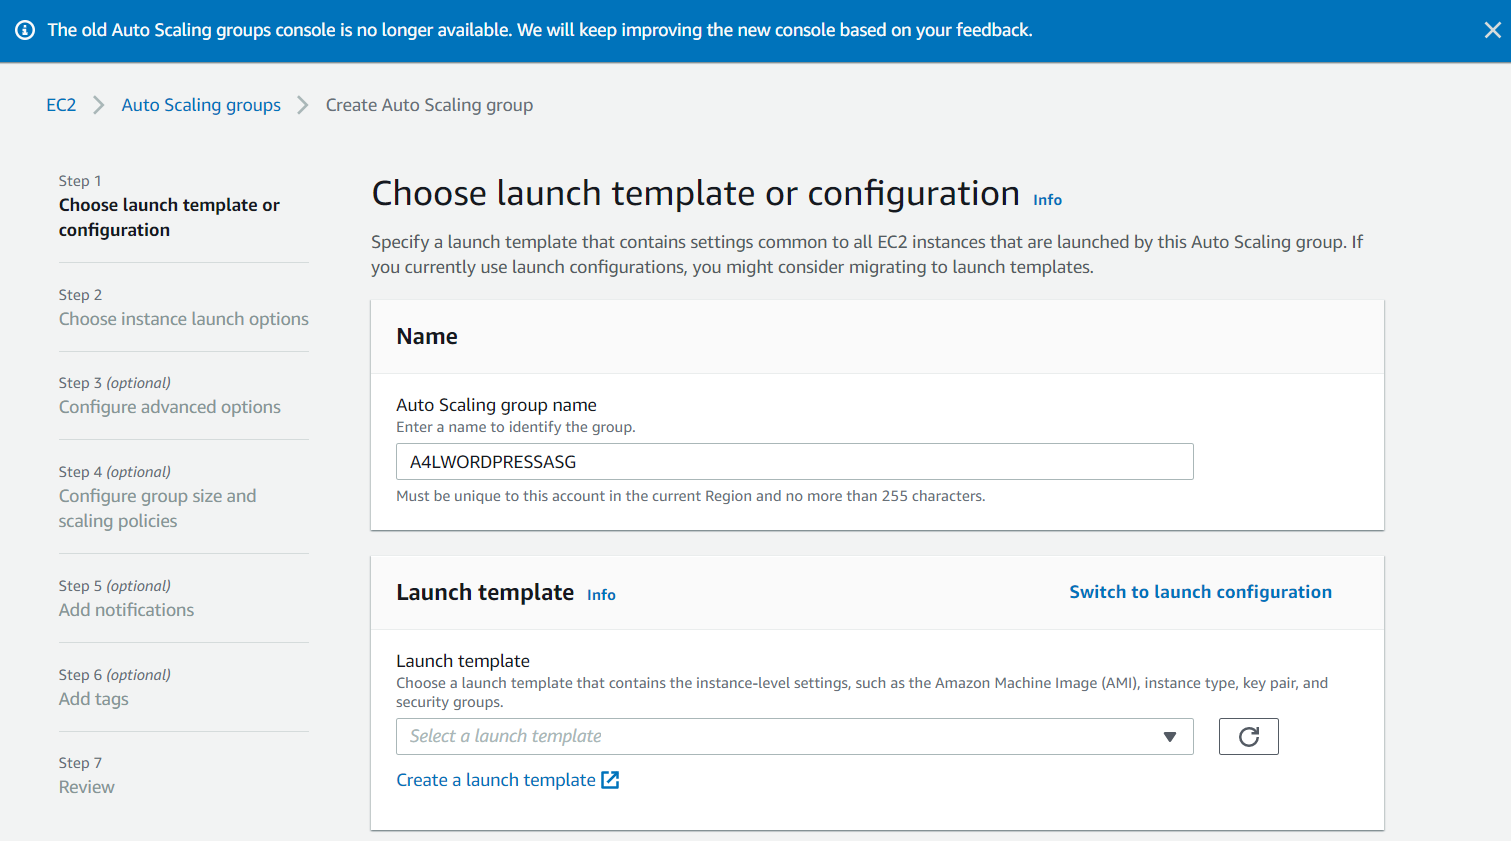 The old Auto Scaling groups console is no longer available. We will keep improving the new console based on your feedback.
EC2 > Auto Scaling groups > Create Auto Scaling group
Step 1
Choose launch template or
configuration
Step 2
Choose instance launch options
Step 3 (optional)
Configure advanced options
Step 4 (optional)
Configure group size and
scaling policies
Step 5 (optional)
Add notifications
Step 6 (optional)
Add tags
Step 7
Review
Choose launch template or configuration Info
Specify a launch template that contains settings common to all EC2 instances that are launched by this Auto Scaling group. If
you currently use launch configurations, you might consider migrating to launch templates.
Name
Auto Scaling group name
Enter a name to identify the group.
A4LWORDPRESSASG
Must be unique to this account in the current Region and no more than 255 characters.
Launch template Info
Switch to launch configuration
Launch template
Choose a launch template that contains the instance-level settings, such as the Amazon Machine Image (AMI), instance type, key pair, and
security groups.
Select a launch template
Create a launch template